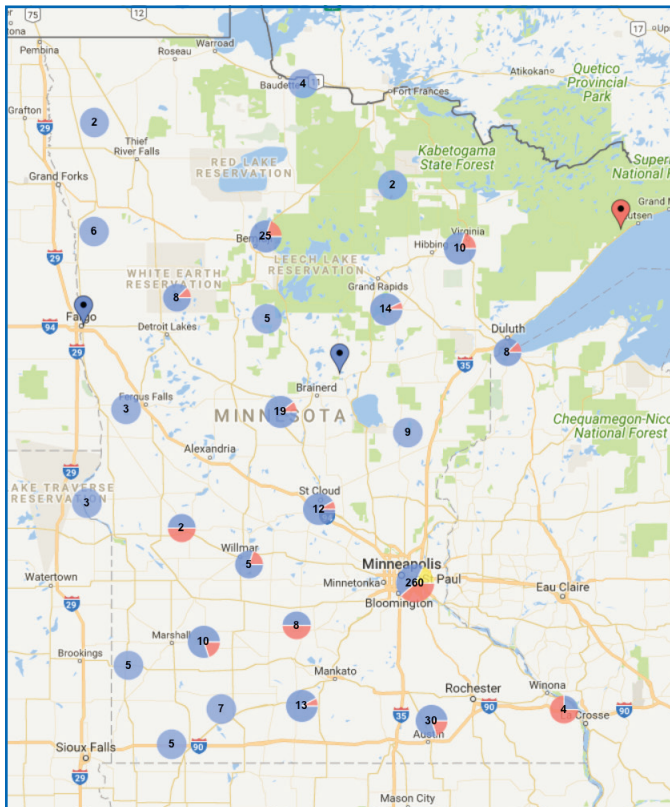 75
12
17
11
Pembina
Roseau
Warroad
Baudette
4
Fort Frances
Atikokan
Quetico
Provincial
Park
Grafton
29
2
Thief
River Falls
Kabetogama
State Forest
RED LAKE
RESERVATION
Grand Forks
2
6
25
Hibbing
Virginia
10
29
WHITE EARTH
RESERVATION
LEECH LAKE
RESERVATION
Grand Rapids
8
5
14
94
Fargo
Detroit Lakes
Duluth
8
29
35
Brainerd
3
Fergus Falls
MINNESOTA
19
9
Chequamegon-Nico
National Forest
Alexandria
29
LAKE TRAVERSE
RESERVATION
St Cloud
3
12
2
Willmar
5
Minneapolis
Minnetonka
St Paul
260
Bloomington
Watertown
29
Eau Claire
8
Marshall
10
Brookings
5
Mankato
Rochester
Winona
7
13
35
30
90
4
90
La Crosse
5
90
Austin
Sioux Falls
29
Mason City